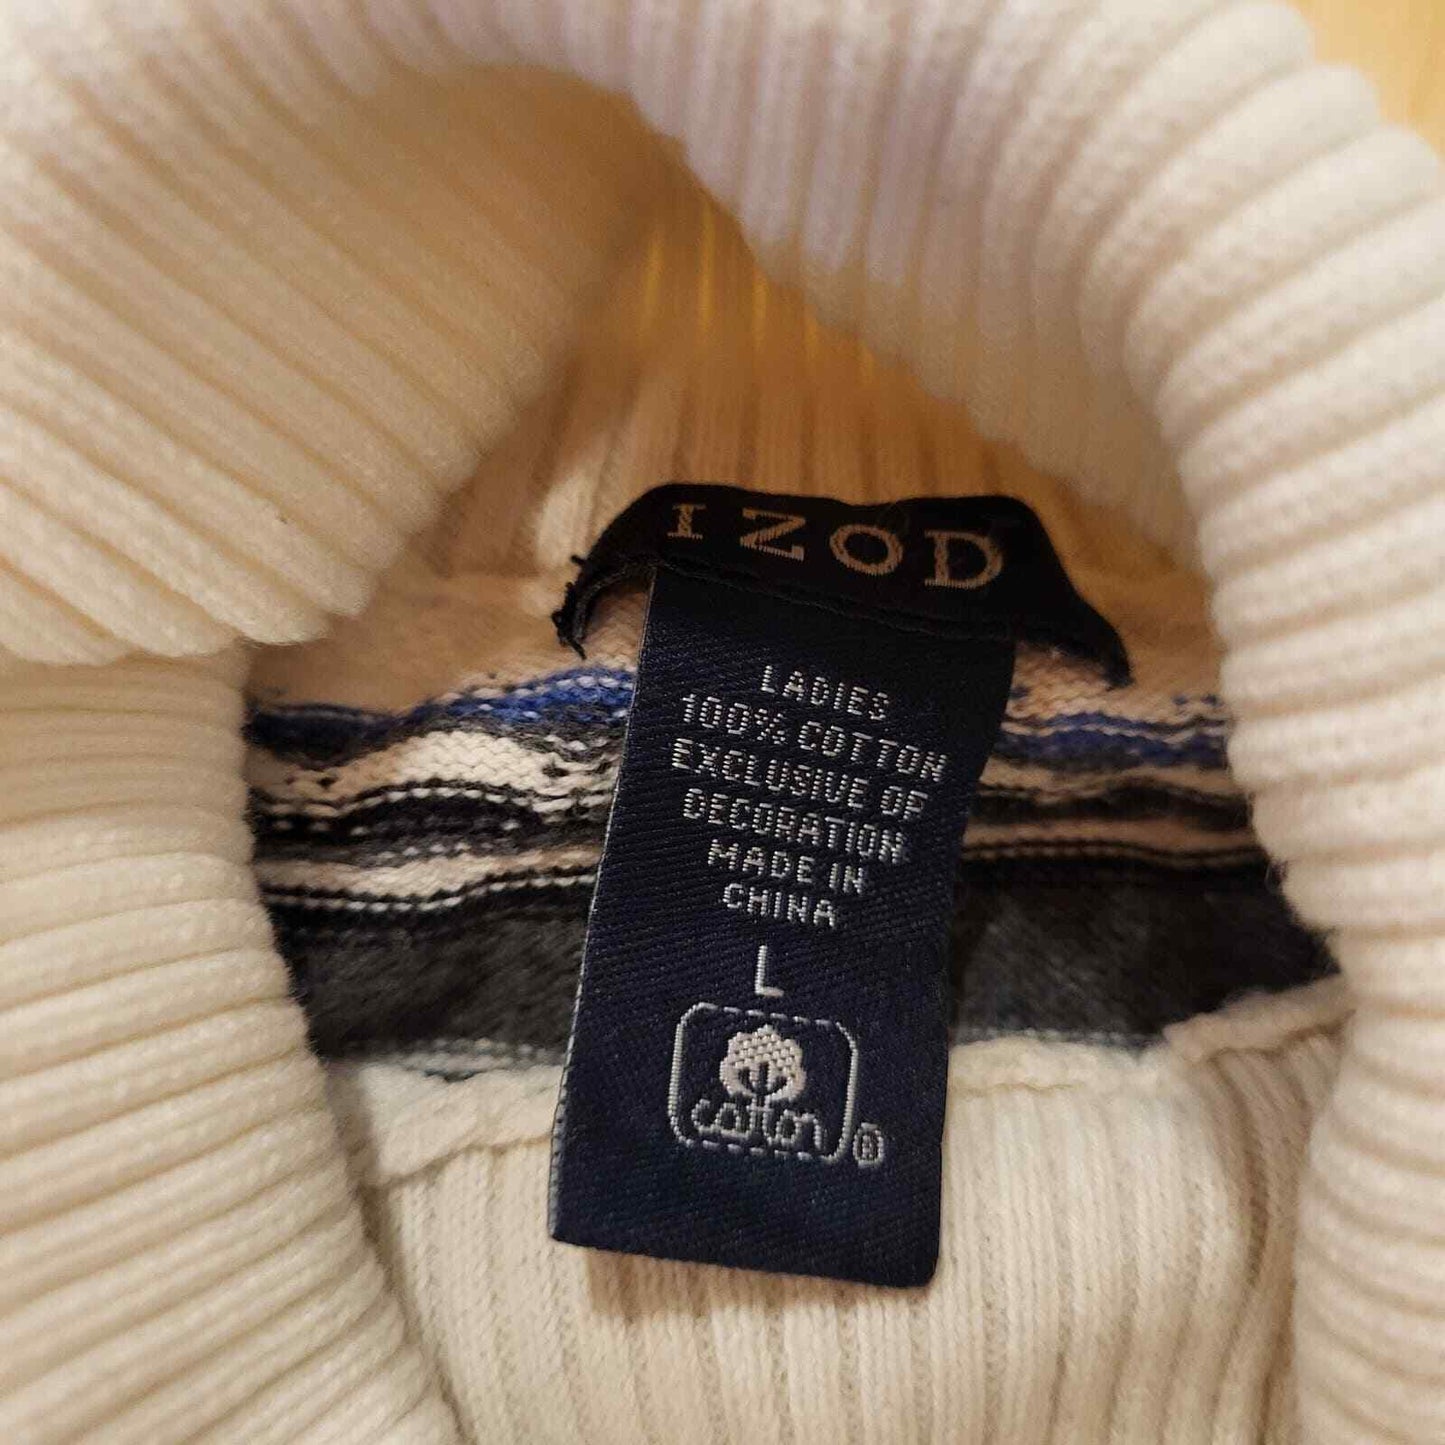 IZOD
LADIES
100% COTTON
EXCLUSIVE OF
DECORATION
MADE IN
CHINA
L
cotton®